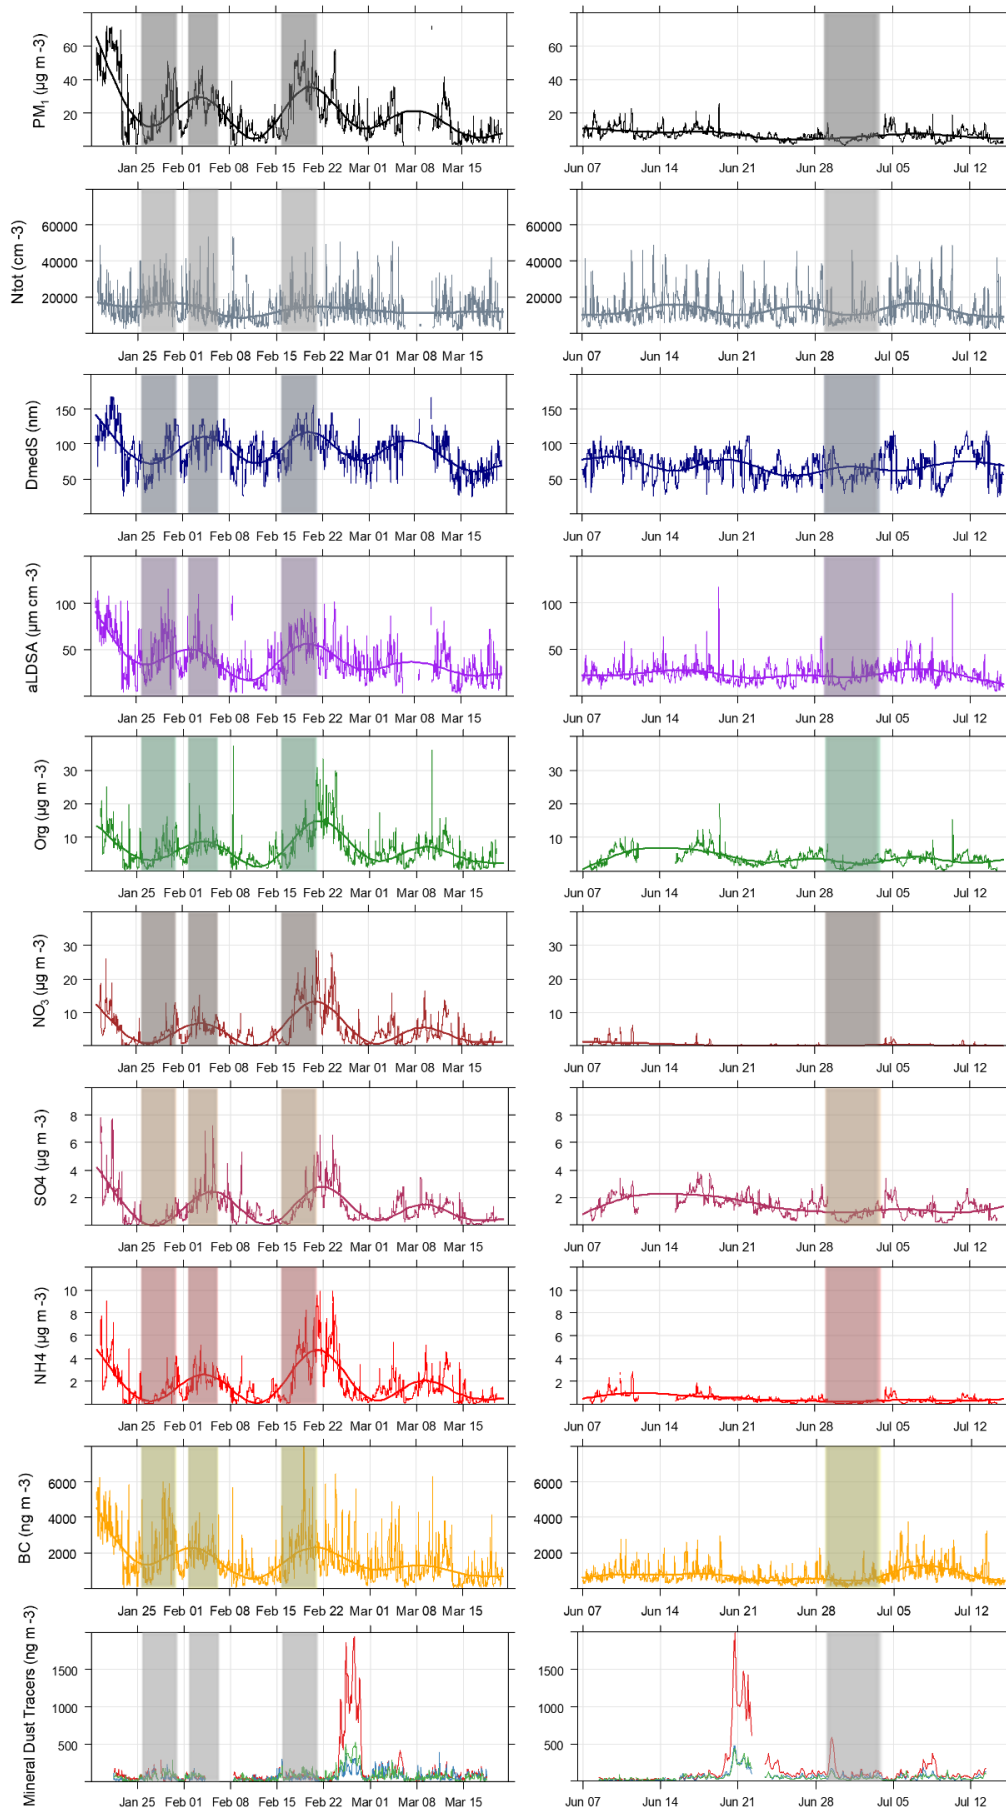 PM1 (µg m -3)
60
40
20
Jan 25 Feb 01 Feb 08 Feb 15 Feb 22 Mar 01 Mar 08 Mar 15
60
40
20
Jun 07 Jun 14 Jun 21 Jun 28 Jul 05 Jul 12
Ntot (cm -3)
60000
40000
20000
Jan 25 Feb 01 Feb 08 Feb 15 Feb 22 Mar 01 Mar 08 Mar 15
60000
40000
20000
Jun 07 Jun 14 Jun 21 Jun 28 Jul 05 Jul 12
DmedS (nm)
150
100
50
Jan 25 Feb 01 Feb 08 Feb 15 Feb 22 Mar 01 Mar 08 Mar 15
150
100
50
Jun 07 Jun 14 Jun 21 Jun 28 Jul 05 Jul 12
aLDSA (µm cm -3)
100
50
Jan 25 Feb 01 Feb 08 Feb 15 Feb 22 Mar 01 Mar 08 Mar 15
100
50
Jun 07 Jun 14 Jun 21 Jun 28 Jul 05 Jul 12
Org (µg m -3)
30
20
10
Jan 25 Feb 01 Feb 08 Feb 15 Feb 22 Mar 01 Mar 08 Mar 15
30
20
10
Jun 07 Jun 14 Jun 21 Jun 28 Jul 05 Jul 12
NO3 (µg m -3)
30
20
10
Jan 25 Feb 01 Feb 08 Feb 15 Feb 22 Mar 01 Mar 08 Mar 15
30
20
10
Jun 07 Jun 14 Jun 21 Jun 28 Jul 05 Jul 12
SO4 (µg m -3)
8
6
4
2
Jan 25 Feb 01 Feb 08 Feb 15 Feb 22 Mar 01 Mar 08 Mar 15
8
6
4
2
Jun 07 Jun 14 Jun 21 Jun 28 Jul 05 Jul 12
NH4 (µg m -3)
10
8
6
4
2
Jan 25 Feb 01 Feb 08 Feb 15 Feb 22 Mar 01 Mar 08 Mar 15
10
8
6
4
2
Jun 07 Jun 14 Jun 21 Jun 28 Jul 05 Jul 12
BC (ng m -3)
6000
4000
2000
Jan 25 Feb 01 Feb 08 Feb 15 Feb 22 Mar 01 Mar 08 Mar 15
6000
4000
2000
Jun 07 Jun 14 Jun 21 Jun 28 Jul 05 Jul 12
Mineral Dust Tracers (ng m -3)
1500
1000
500
Jan 25 Feb 01 Feb 08 Feb 15 Feb 22 Mar 01 Mar 08 Mar 15
1500
1000
500
Jun 07 Jun 14 Jun 21 Jun 28 Jul 05 Jul 12